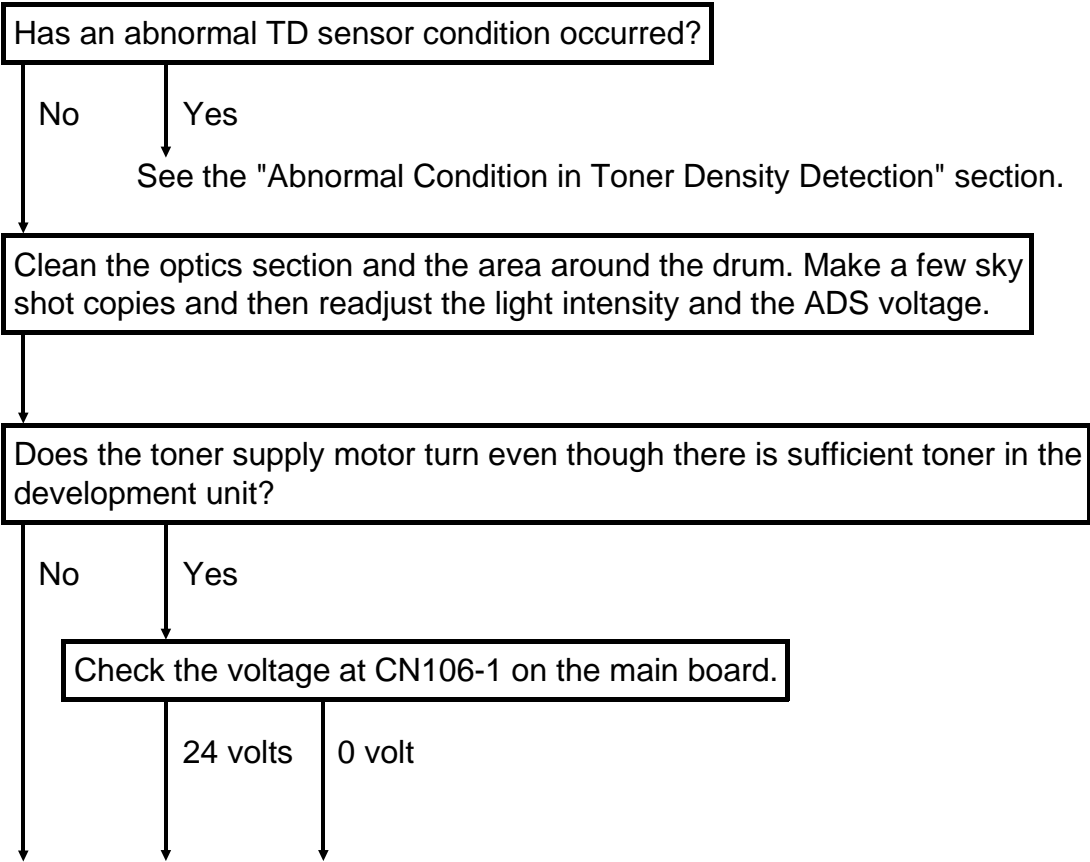 Has an abnormal TD sensor condition occurred?
No
Yes
See the "Abnormal Condition in Toner Density Detection" section.
Clean the optics section and the area around the drum. Make a few sky
shot copies and then readjust the light intensity and the ADS voltage.
Does the toner supply motor turn even though there is sufficient toner in the
development unit?
No
Yes
Check the voltage at CN106-1 on the main board.
24 volts
0 volt